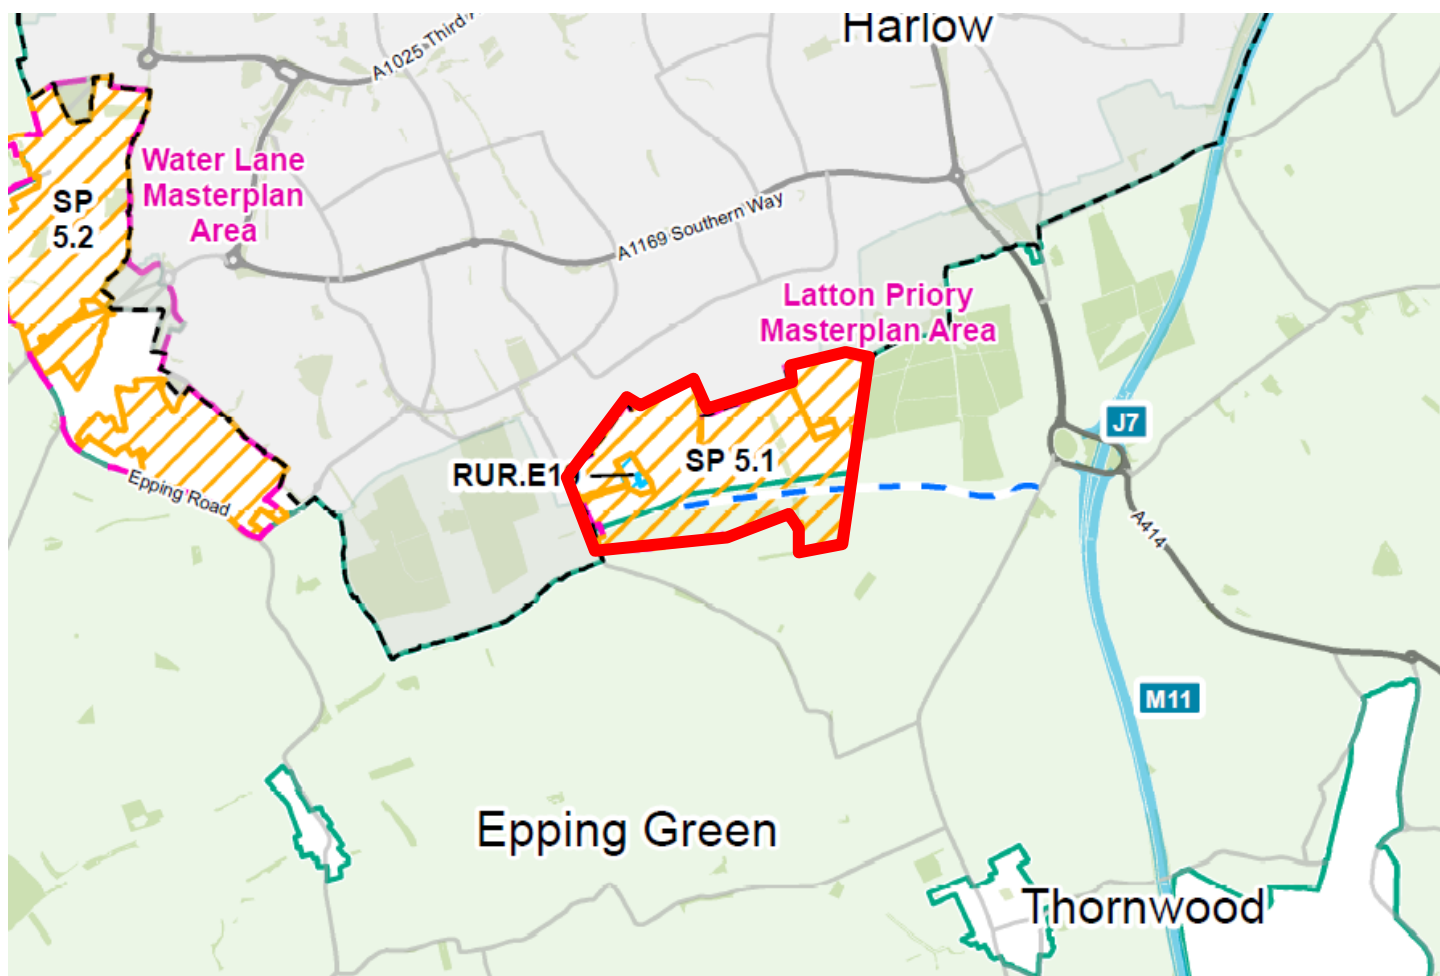 Harlow
A1025 Third A
Water Lane
Masterplan
Area
SP
5.2
A1169 Southern Way
Latton Priory
Masterplan Area
J7
SP 5.1
RUR.E19
Epping Road
A414
M11
Epping Green
Thornwood